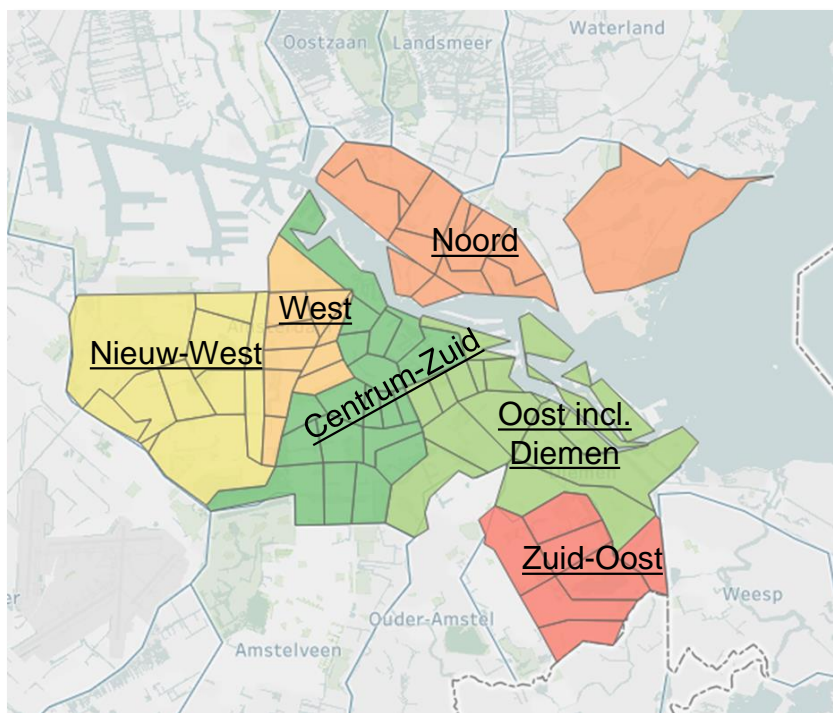 Oostzaan
Landsmeer
Waterland
Noord
West
Nieuw-West
Centrum-Zuid
Oost incl.
Diemen
Zuid-Oost
Weesp
Ouder-Amstel
Amstelveen